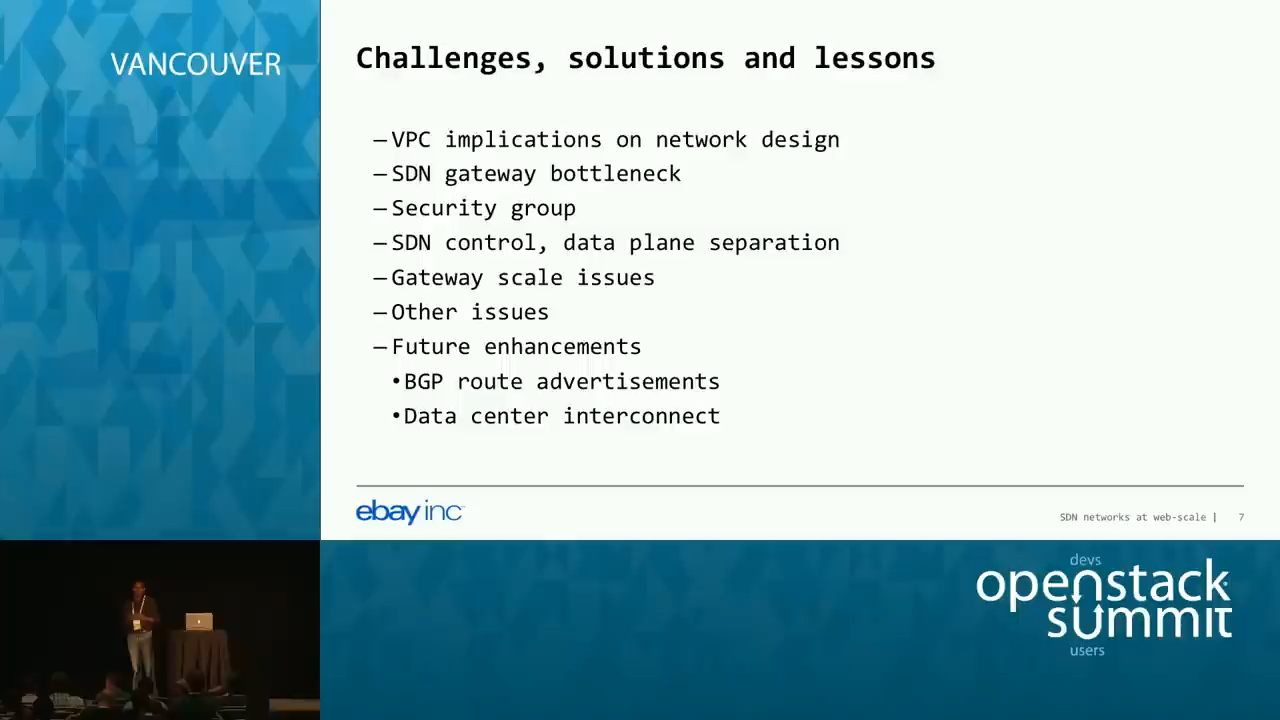 VANCOUVER
Challenges, solutions and lessons
–VPC implications on network design
–SDN gateway bottleneck
–Security group
–SDN control, data plane separation
–Gateway scale issues
–Other issues
–Future enhancements
•BGP route advertisements
•Data center interconnect
ebay inc
SDN networks at web-scale | 7
devs
openstack
summit
users